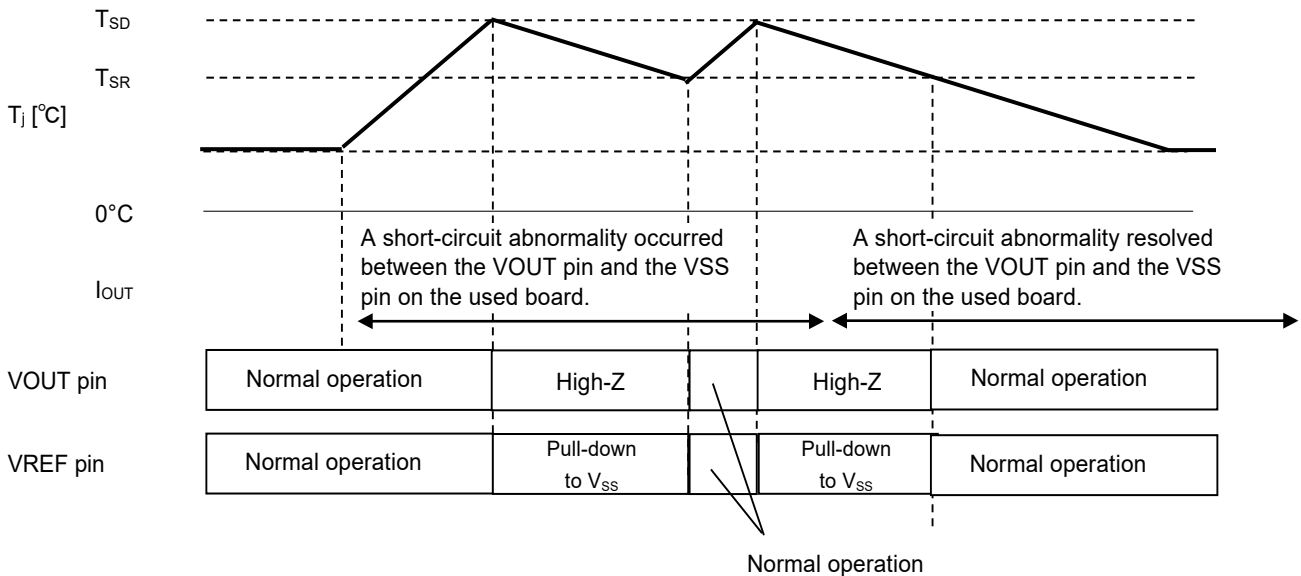 TSD
TSR
Tj [°C]
0°C
A short-circuit abnormality occurred
between the VOUT pin and the VSS
pin on the used board.
A short-circuit abnormality resolved
between the VOUT pin and the VSS
pin on the used board.
IOUT
VOUT pin
Normal operation
High-Z
High-Z
Normal operation
VREF pin
Normal operation
Pull-down
to VSS
Pull-down
to VSS
Normal operation
Normal operation